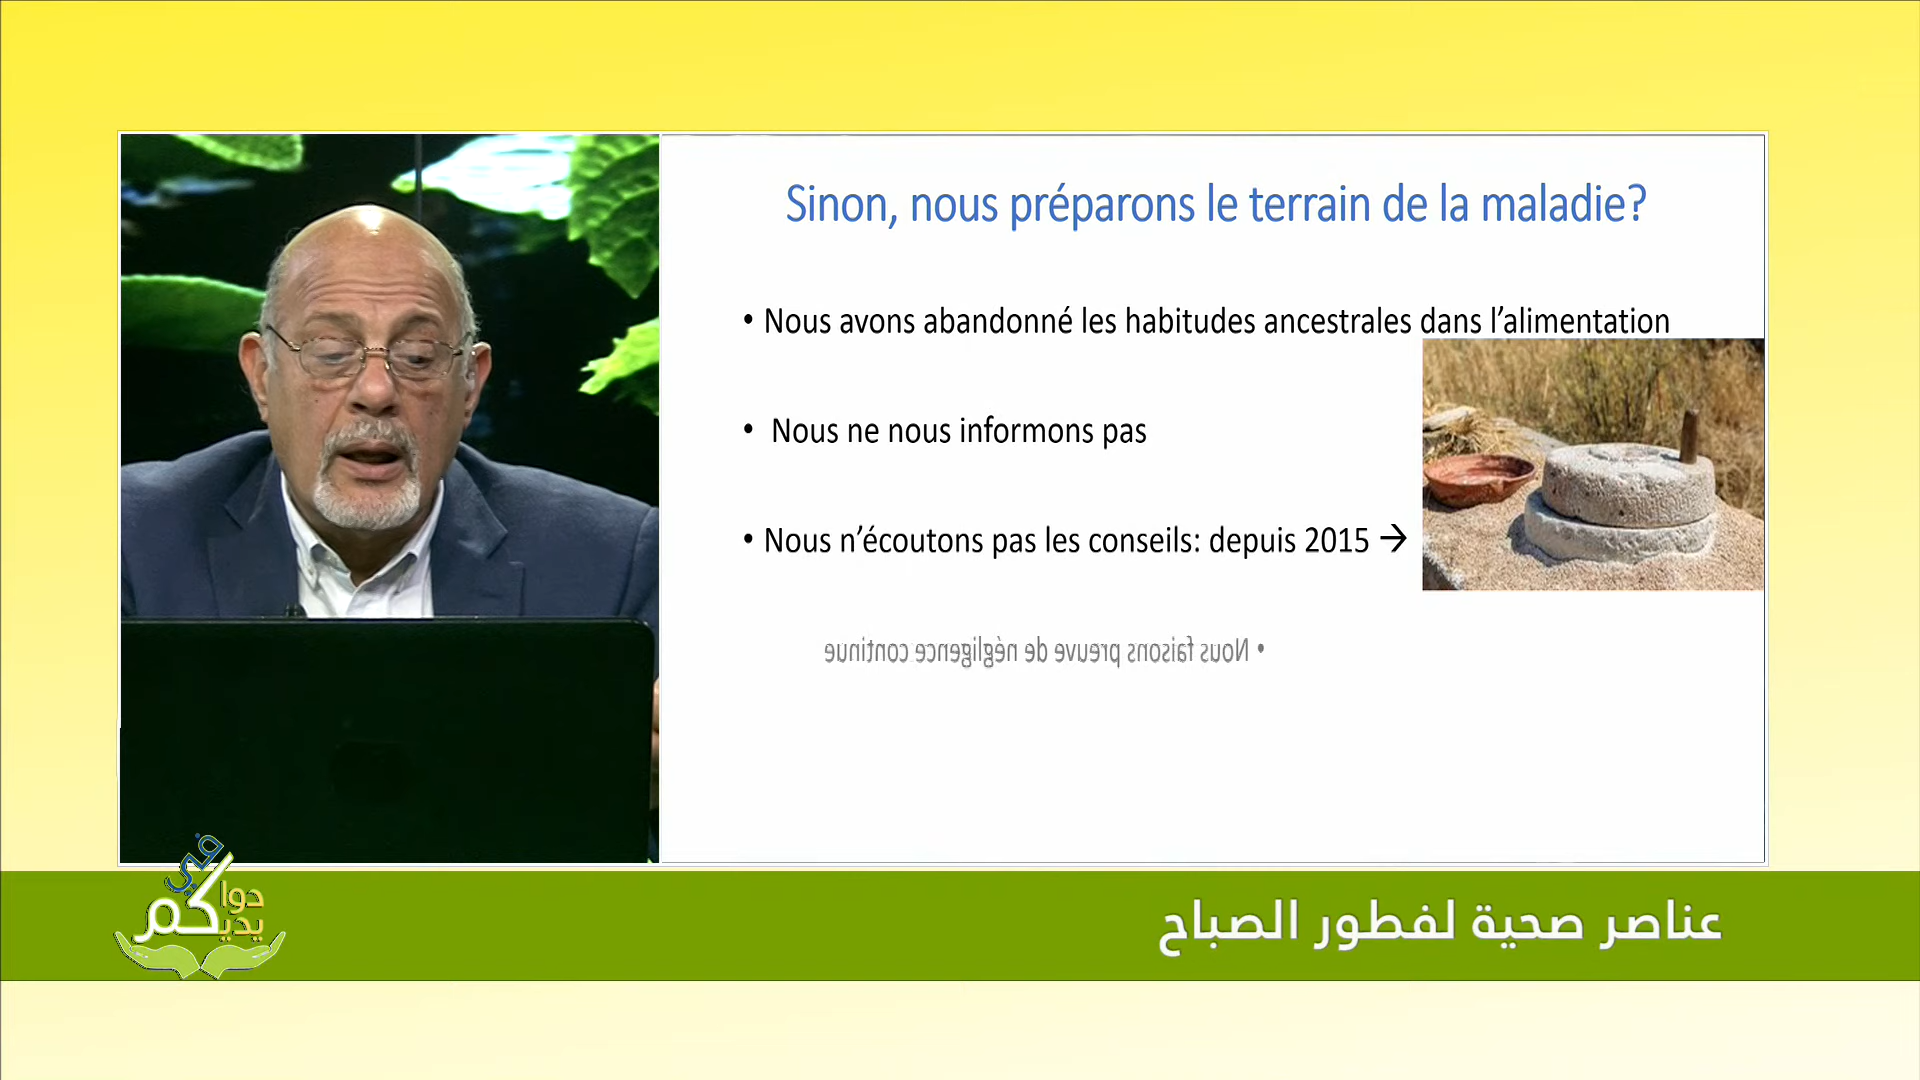 Sinon, nous préparons le terrain de la maladie?
• Nous avons abandonné les habitudes ancestrales dans l’alimentation
• Nous ne nous informons pas
• Nous n’écoutons pas les conseils: depuis 2015 →
• Nous faisons preuve de négligence continue
عناصر صحية لفطور الصباح
دواكم في يديكم